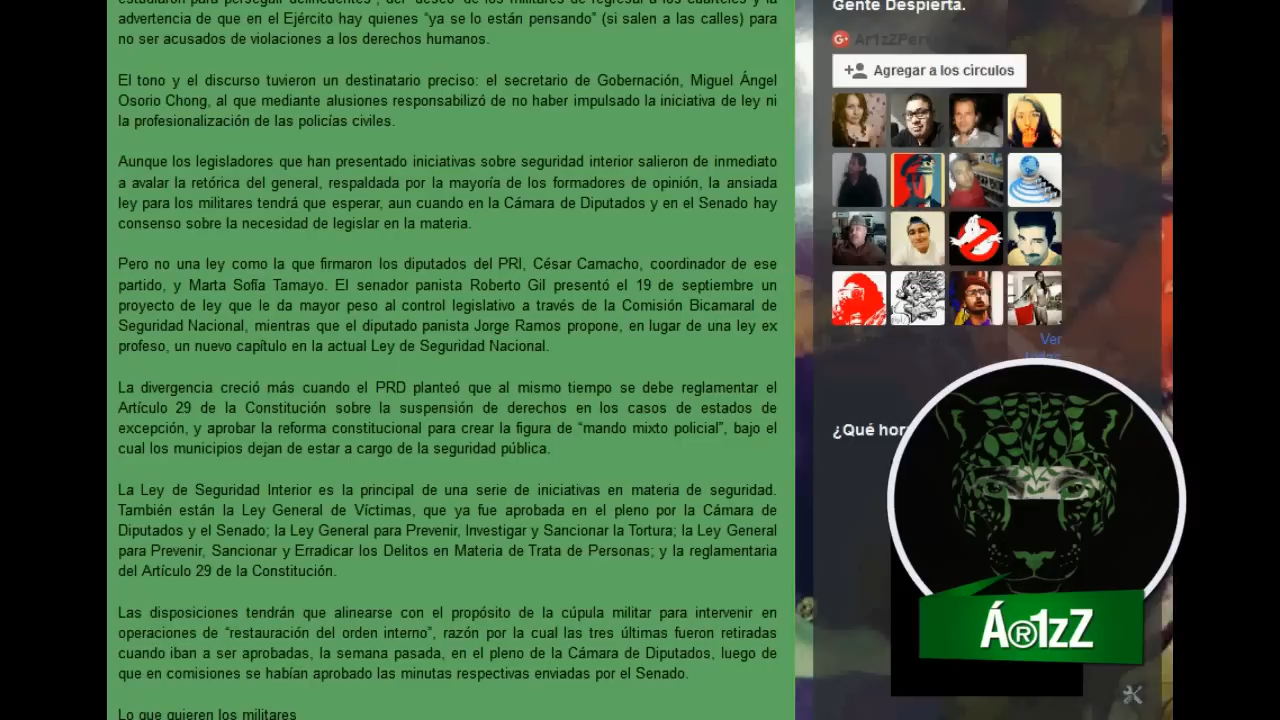 estudiaron para perseguir delincuentes", del "deseo" de los militares de regresar a los cuarteles y la
advertencia de que en el Ejército hay quienes “ya se lo están pensando” (si salen a las calles) para
no ser acusados de violaciones a los derechos humanos.
El tono y el discurso tuvieron un destinatario preciso: el secretario de Gobernación, Miguel Ángel
Osorio Chong, al que mediante alusiones responsabilizó de no haber impulsado la iniciativa de ley ni
la profesionalización de las policías civiles.
Aunque los legisladores que han presentado iniciativas sobre seguridad interior salieron de inmediato
a avalar la retórica del general, respaldada por la mayoría de los formadores de opinión, la ansiada
ley para los militares tendrá que esperar, aun cuando en la Cámara de Diputados y en el Senado hay
consenso sobre la necesidad de legislar en la materia.
Pero no una ley como la que firmaron los diputados del PRI, César Camacho, coordinador de ese
partido, y Marta Sofía Tamayo. El senador panista Roberto Gil presentó el 19 de septiembre un
proyecto de ley que le da mayor peso al control legislativo a través de la Comisión Bicamaral de
Seguridad Nacional, mientras que el diputado panista Jorge Ramos propone, en lugar de una ley ex
profeso, un nuevo capítulo en la actual Ley de Seguridad Nacional.
La divergencia creció más cuando el PRD planteó que al mismo tiempo se debe reglamentar el
Artículo 29 de la Constitución sobre la suspensión de derechos en los casos de estados de
excepción, y aprobar la reforma constitucional para crear la figura de “mando mixto policial”, bajo el
cual los municipios dejan de estar a cargo de la seguridad pública.
La Ley de Seguridad Interior es la principal de una serie de iniciativas en materia de seguridad.
También están la Ley General de Víctimas, que ya fue aprobada en el pleno por la Cámara de
Diputados y el Senado; la Ley General para Prevenir, Investigar y Sancionar la Tortura; la Ley General
para Prevenir, Sancionar y Erradicar los Delitos en Materia de Trata de Personas; y la reglamentaria
del Artículo 29 de la Constitución.
Las disposiciones tendrán que alinearse con el propósito de la cúpula militar para intervenir en
operaciones de “restauración del orden interno”, razón por la cual las tres últimas fueron retiradas
cuando iban a ser aprobadas, la semana pasada, en el pleno de la Cámara de Diputados, luego de
que en comisiones se habían aprobado las minutas respectivas enviadas por el Senado.
Lo que quieren los militares
Gente Despierta.
G+ Ar1zZPer
Agregar a los círculos
Ver
todas
¿Qué hor
Á®1zZ